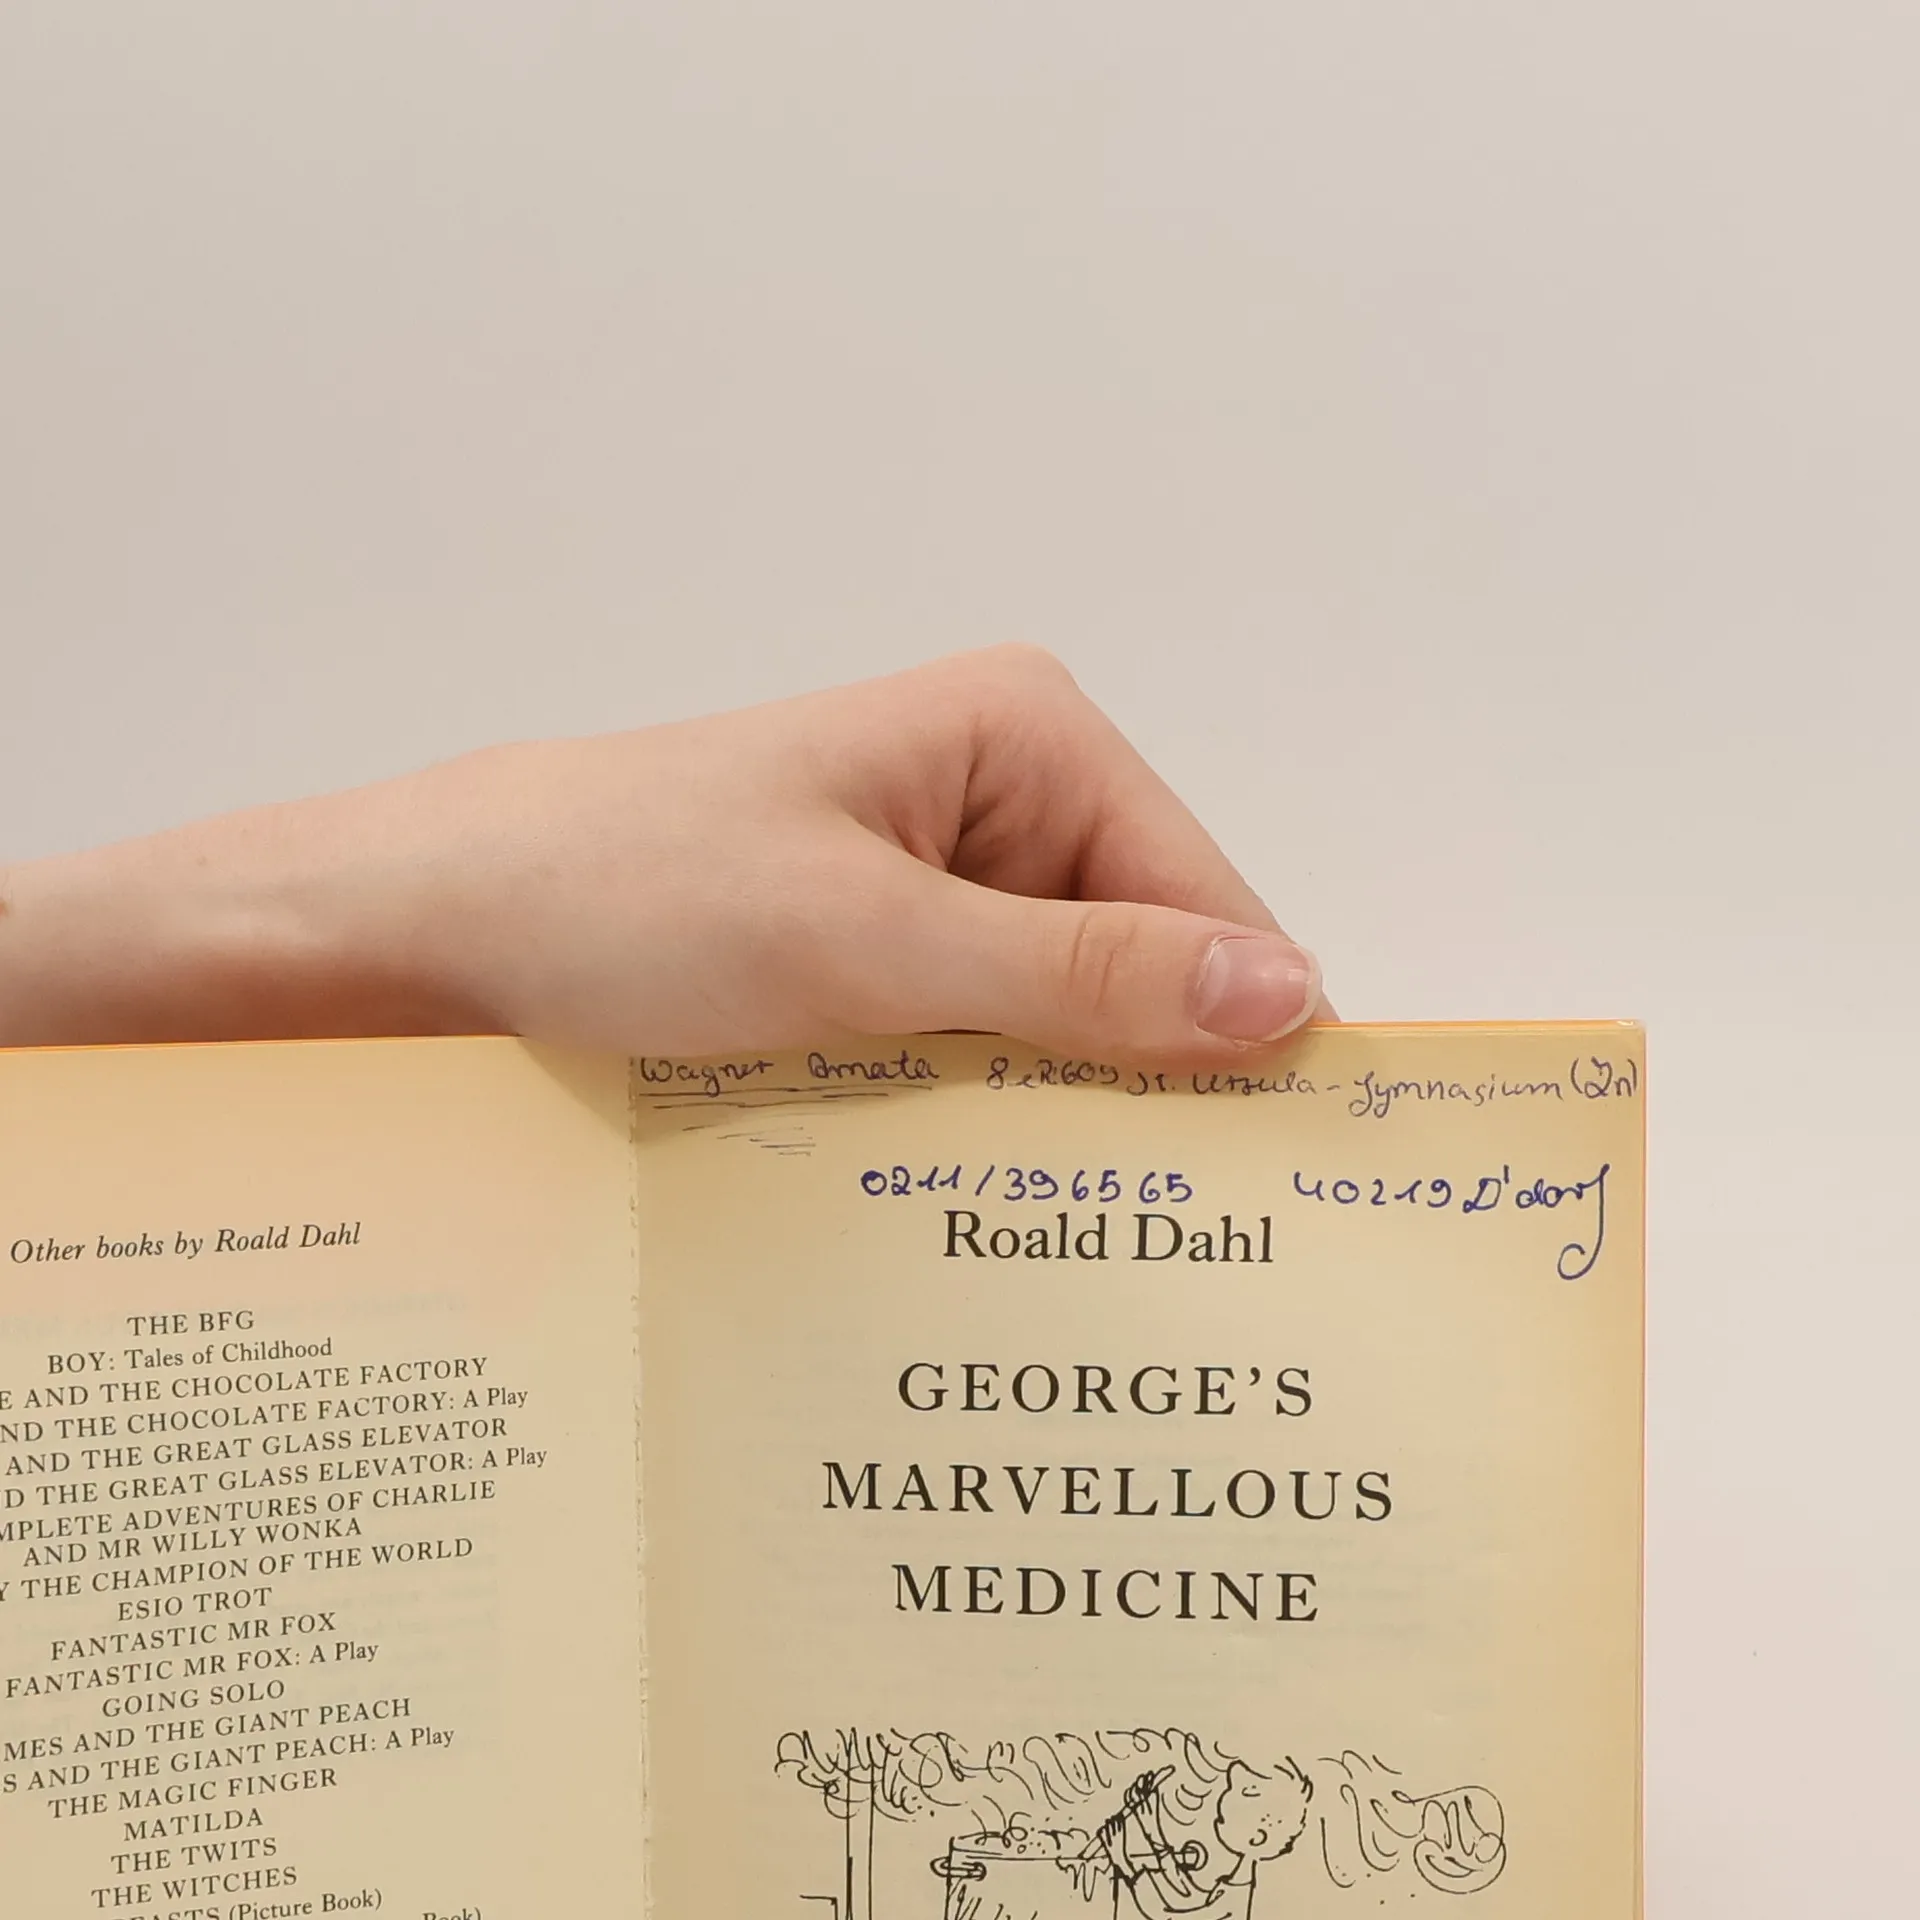 Other books by Roald Dahl
THE BFG
BOY: Tales of Childhood
E AND THE CHOCOLATE FACTORY
ND THE CHOCOLATE FACTORY: A Play
AND THE GREAT GLASS ELEVATOR
D THE GREAT GLASS ELEVATOR: A Play
MPLETE ADVENTURES OF CHARLIE
AND MR WILLY WONKA
Y THE CHAMPION OF THE WORLD
ESIO TROT
FANTASTIC MR FOX
FANTASTIC MR FOX: A Play
GOING SOLO
MES AND THE GIANT PEACH
S AND THE GIANT PEACH: A Play
THE MAGIC FINGER
MATILDA
THE TWITS
THE WITCHES
EASTS (Picture Book)
Book)
Wagner Amata 8e R:609 St. Ursula-Gymnasium
0211/396565 40219 D'dorf
Roald Dahl
GEORGE'S
MARVELLOUS
MEDICINE